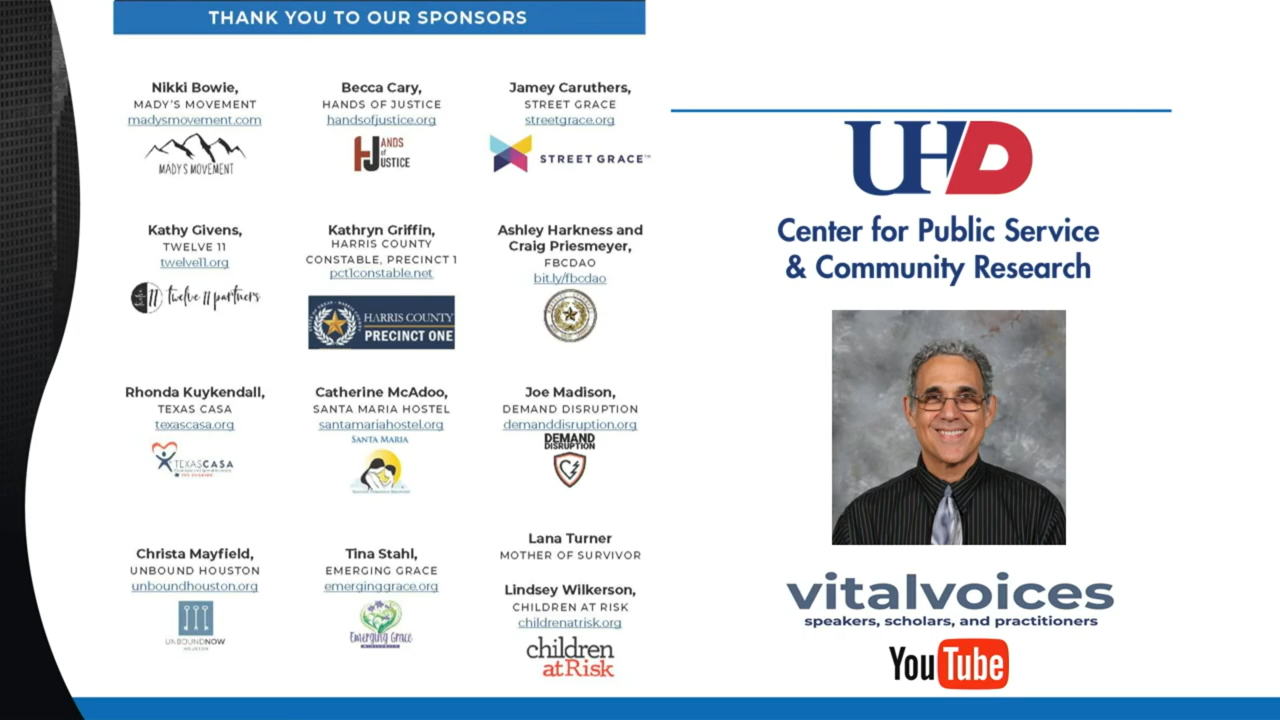 THANK YOU TO OUR SPONSORS
Nikki Bowie,
MADY'S MOVEMENT
madysmovement.com
MADY'S MOVEMENT
Becca Cary,
HANDS OF JUSTICE
handsofjustice.org
HANDS
of
JUSTICE
Jamey Caruthers,
STREET GRACE
streetgrace.org
STREET GRACE™
Kathy Givens,
TWELVE 11
twelve11.org
11 twelve 11 partners
Kathryn Griffin,
HARRIS COUNTY
CONSTABLE, PRECINCT 1
pct1constable.net
HARRIS COUNTY
PRECINCT ONE
Ashley Harkness and
Craig Priesmeyer,
FBCDAO
bit.ly/fbcdao
Rhonda Kuykendall,
TEXAS CASA
texascasa.org
TEXASCASA
Catherine McAdoo,
SANTA MARIA HOSTEL
santamariahostel.org
SANTA MARIA
Joe Madison,
DEMAND DISRUPTION
demanddisruption.org
DEMAND
DISRUPTION
Christa Mayfield,
UNBOUND HOUSTON
unboundhouston.org
UNBOUNDNOW
HOUSTON
Tina Stahl,
EMERGING GRACE
emerginggrace.org
Emerging Grace
Lana Turner
MOTHER OF SURVIVOR
Lindsey Wilkerson,
CHILDREN AT RISK
childrenatrisk.org
children
atRisk
UHD
Center for Public Service
& Community Research
vitalvoices
speakers, scholars, and practitioners
YouTube